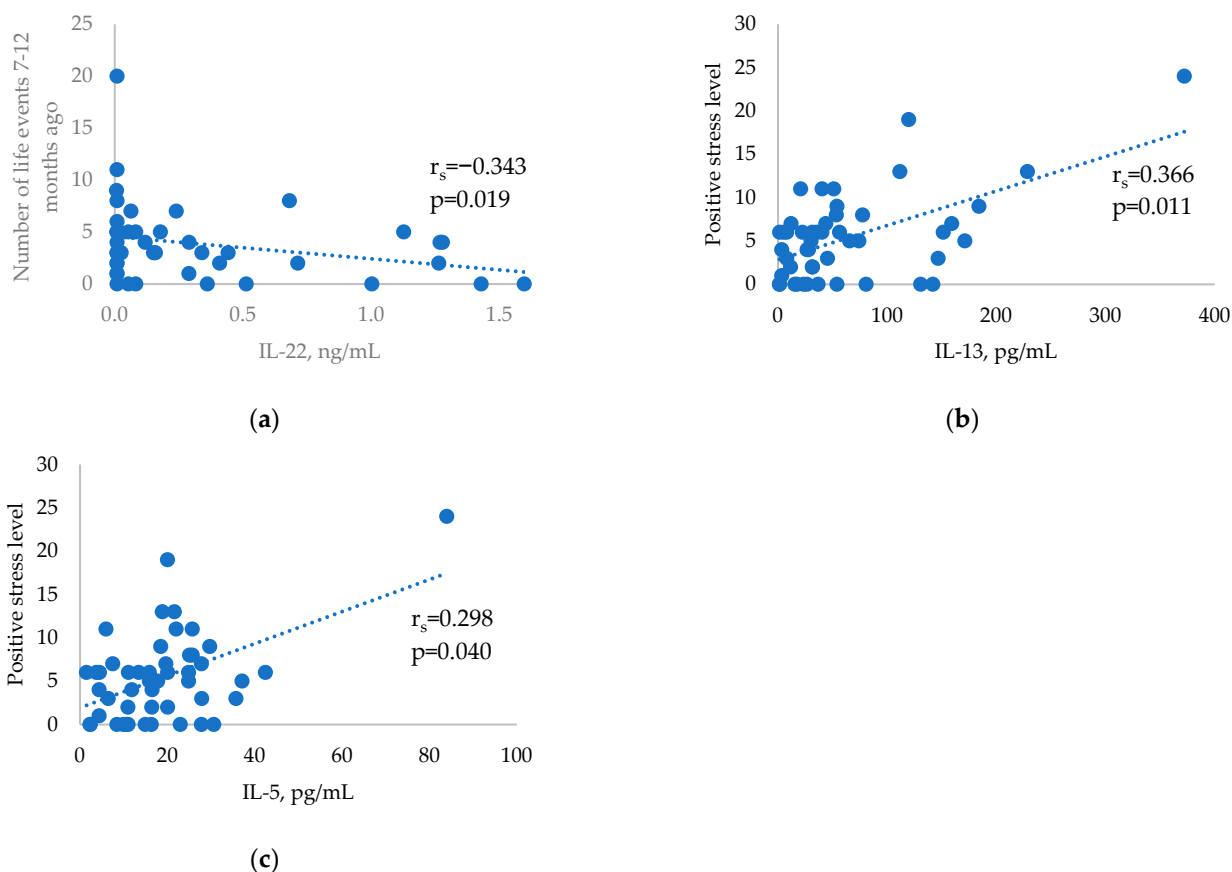 Number of life events 7-12
months ago
25
20
15
10
5
0
0.0 0.5 1.0 1.5
IL-22, ng/mL
rs=−0.343
p=0.019
(a)
Positive stress level
30
25
20
15
10
5
0
0 100 200 300 400
IL-13, pg/mL
rs=0.366
p=0.011
(b)
Positive stress level
30
25
20
15
10
5
0
0 20 40 60 80 100
IL-5, pg/mL
rs=0.298
p=0.040
(c)